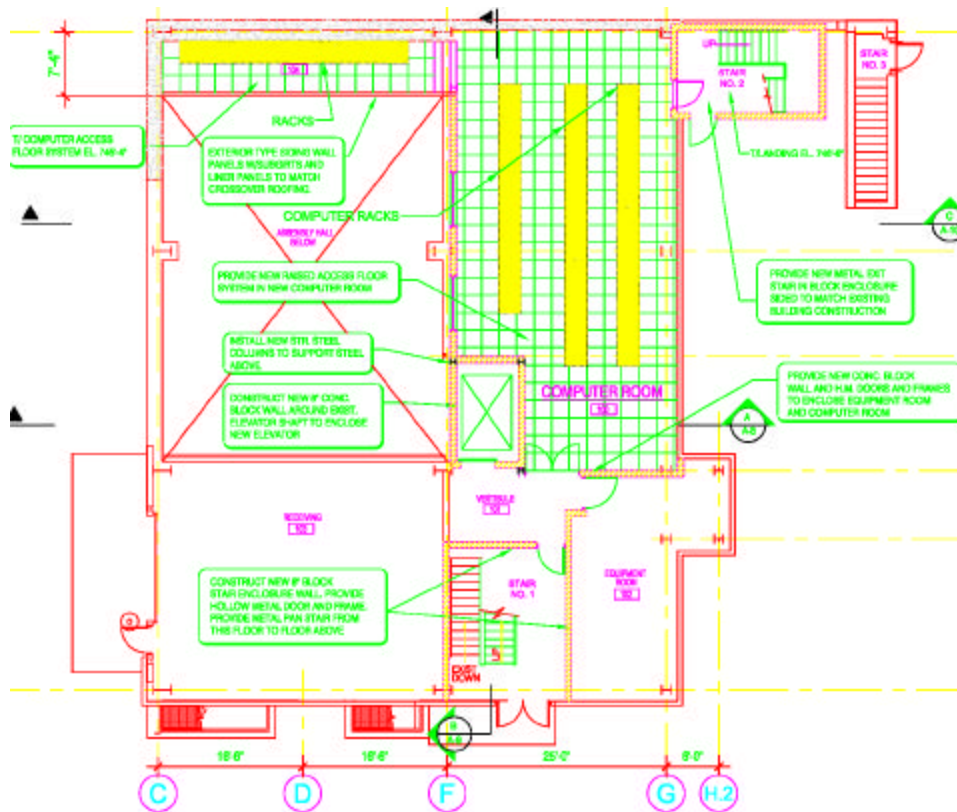 7'-6"
UP
STAIR
NO. 2
STAIR
NO. 3
RACKS
T/ COMPUTER ACCESS
FLOOR SYSTEM EL. 746'-4"
EXTERIOR TYPE SIDING WALL
PANELS W/SUBGIRTS AND
LINER PANELS TO MATCH
CROSSOVER ROOFING.
COMPUTER RACKS
ASSEMBLY HALL
BELOW
C
PROVIDE NEW RAISED ACCESS FLOOR
SYSTEM IN NEW COMPUTER ROOM
PROVIDE NEW METAL EXIT
STAIR IN BLOCK ENCLOSURE
SIDED TO MATCH EXISTING
BUILDING CONSTRUCTION
INSTALL NEW STR. STEEL
COLUMNS TO SUPPORT STEEL
ABOVE.
CONSTRUCT NEW 8" CONC.
BLOCK WALL AROUND EXIST.
ELEVATOR SHAFT TO ENCLOSE
NEW ELEVATOR
COMPUTER ROOM
PROVIDE NEW CONC. BLOCK
WALL AND H.M. DOORS AND FRAMES
TO ENCLOSE EQUIPMENT ROOM
AND COMPUTER ROOM
A
VESTIBULE
RECEIVING
CONSTRUCT NEW 8" BLOCK
STAIR ENCLOSURE WALL. PROVIDE
HOLLOW METAL DOOR AND FRAME.
PROVIDE METAL PAN STAIR FROM
THIS FLOOR TO FLOOR ABOVE
STAIR
NO. 1
EQUIPMENT
ROOM
EXIST
DOWN
B
16'-6"
16'-6"
25'-0"
6'-0"
C
D
F
G
H.2